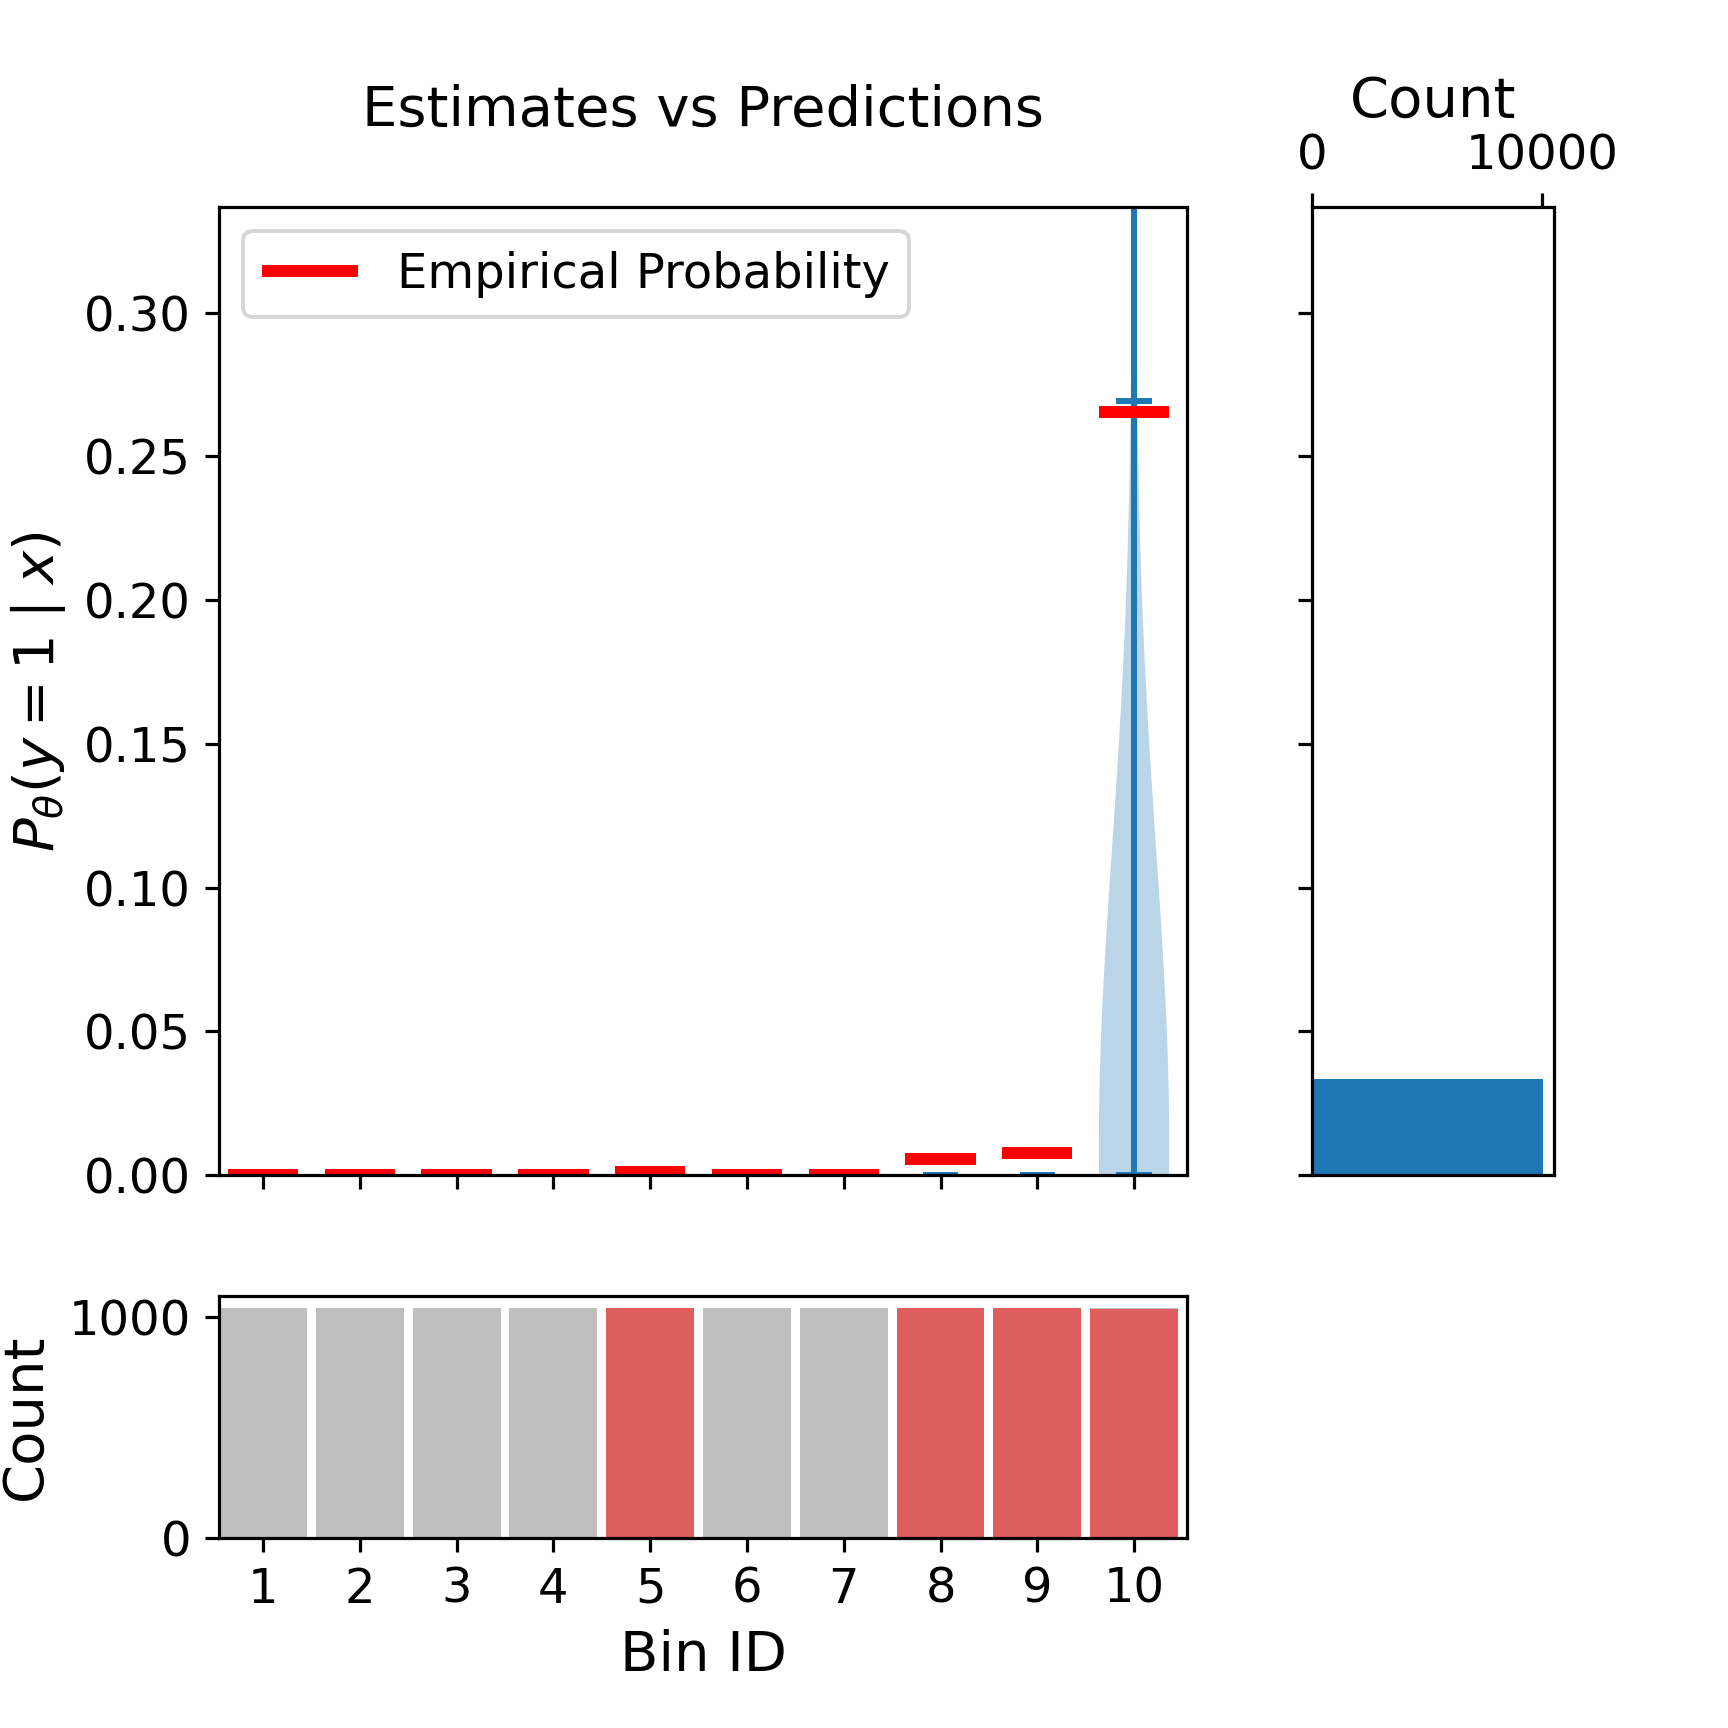 Estimates vs Predictions
Count
0 10000
Empirical Probability
0.30
0.25
0.20
0.15
0.10
0.05
0.00
P_θ(y = 1 | x)
1000
0
Count
1 2 3 4 5 6 7 8 9 10
Bin ID